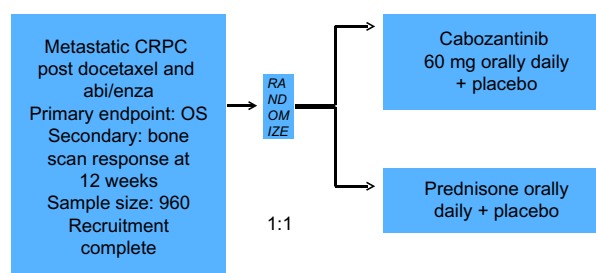 Metastatic CRPC
post docetaxel and
abi/enza
Primary endpoint: OS
Secondary: bone
scan response at
12 weeks
Sample size: 960
Recruitment
complete
RA
ND
OM
IZE
1:1
Cabozantinib
60 mg orally daily
+ placebo
Prednisone orally
daily + placebo